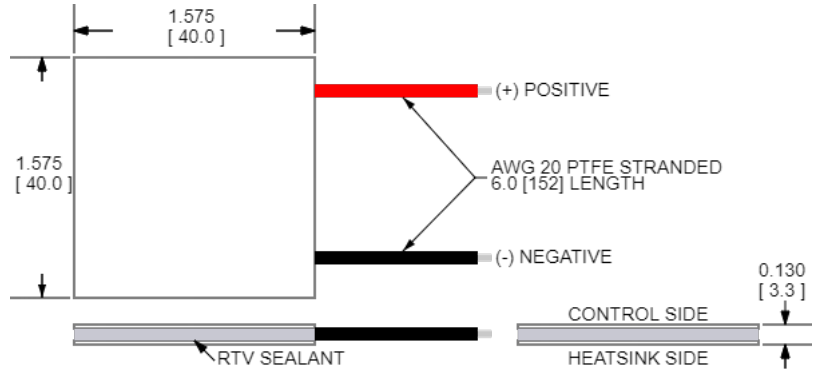 1.575
[ 40.0 ]
(+) POSITIVE
1.575
[ 40.0 ]
AWG 20 PTFE STRANDED
6.0 [152] LENGTH
(-) NEGATIVE
0.130
[ 3.3 ]
CONTROL SIDE
RTV SEALANT
HEATSINK SIDE